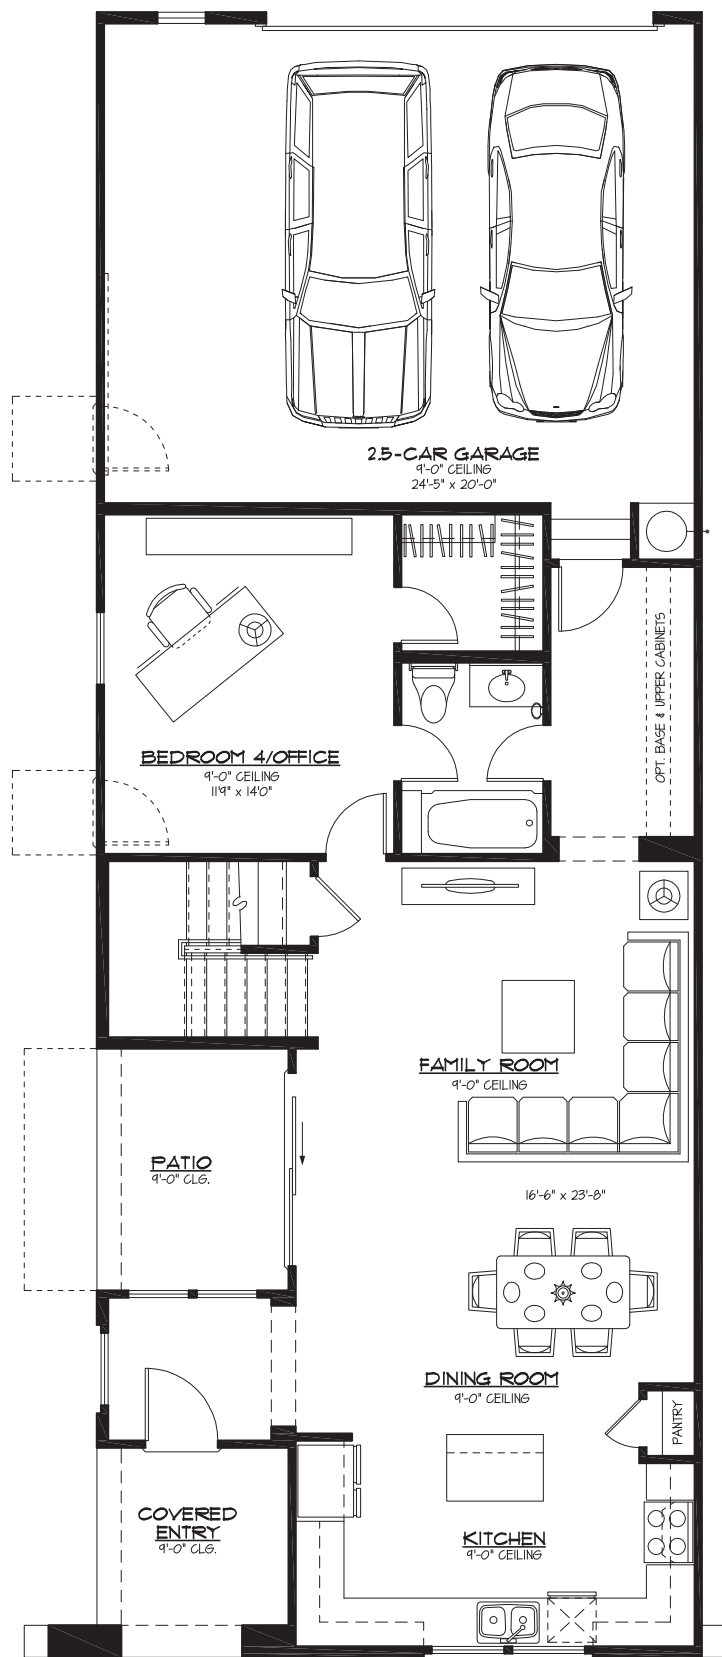 2.5-CAR GARAGE
9'-0" CEILING
24'-5" x 20'-0"
OPT. BASE & UPPER CABINETS
BEDROOM 4/OFFICE
9'-0" CEILING
11'9" x 14'0"
FAMILY ROOM
9'-0" CEILING
PATIO
9'-0" CLG.
16'-6" x 23'-8"
DINING ROOM
9'-0" CEILING
PANTRY
COVERED
ENTRY
9'-0" CLG.
KITCHEN
9'-0" CEILING